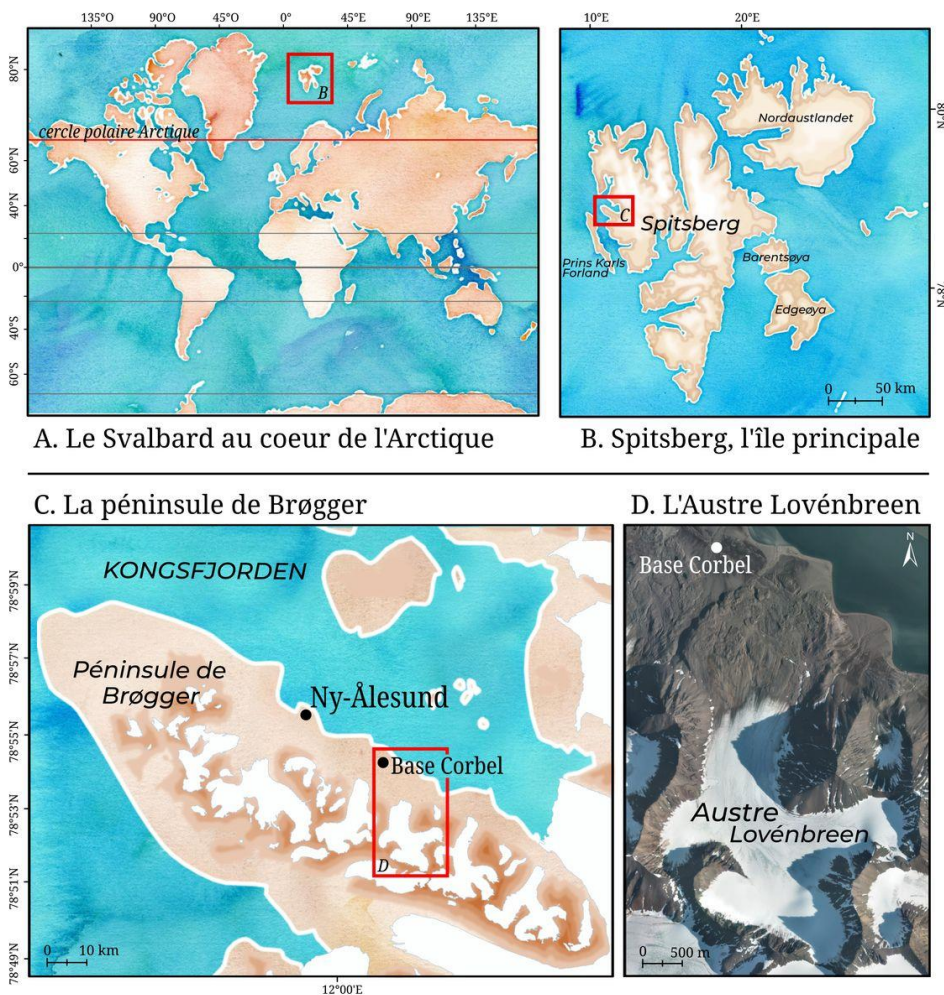 135°O 90°O 45°O 0° 45°E 90°E 135°E
80°N
60°N
40°N
20°N
0°
40°S
60°S
cercle polaire Arctique
B
A. Le Svalbard au coeur de l'Arctique
10°E 20°E
80°N
78°N
Nordaustlandet
C
Spitsberg
Prins Karls
Forland
Barentsøya
Edgeøya
0 50 km
B. Spitsberg, l'île principale
C. La péninsule de Brøgger
78°59'N
78°57'N
78°55'N
78°53'N
78°51'N
78°49'N
KONGSFJORDEN
Péninsule de
Brøgger
Ny-Ålesund
Base Corbel
D
0 10 km
12°00'E
D. L'Austre Lovénbreen
Base Corbel
N
Austre
Lovénbreen
0 500 m